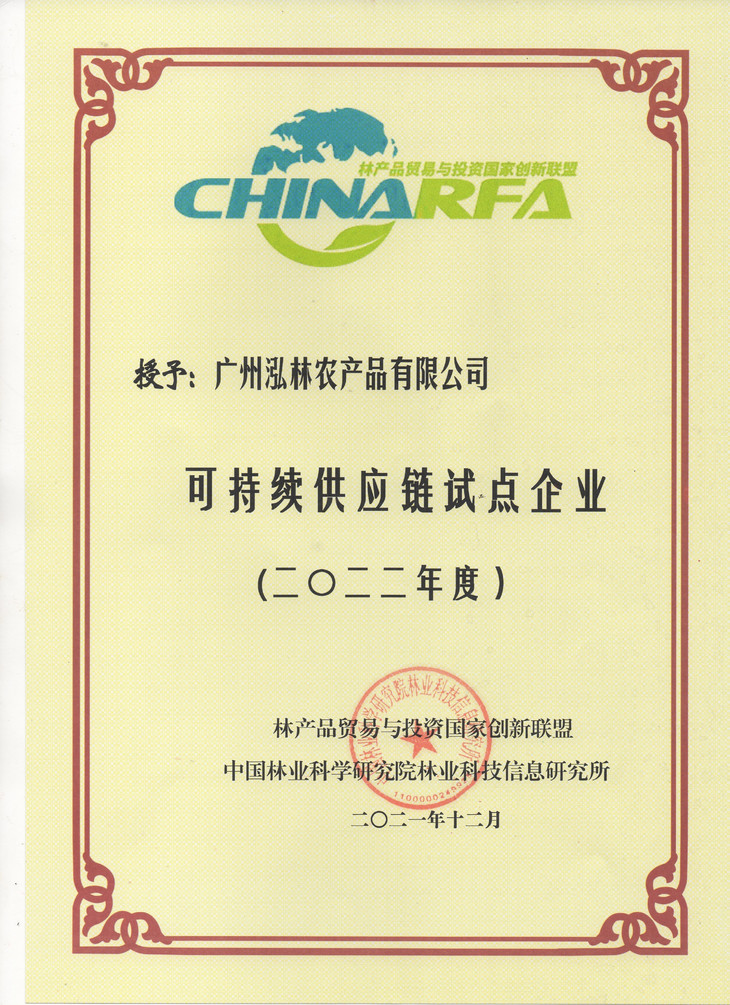 林产品贸易与投资国家创新联盟
CHINARFA
授予：广州泓林农产品有限公司
可持续供应链试点企业
(二〇二二年度)
林产品贸易与投资国家创新联盟
中国林业科学研究院林业科技信息研究所
二〇二一年十二月